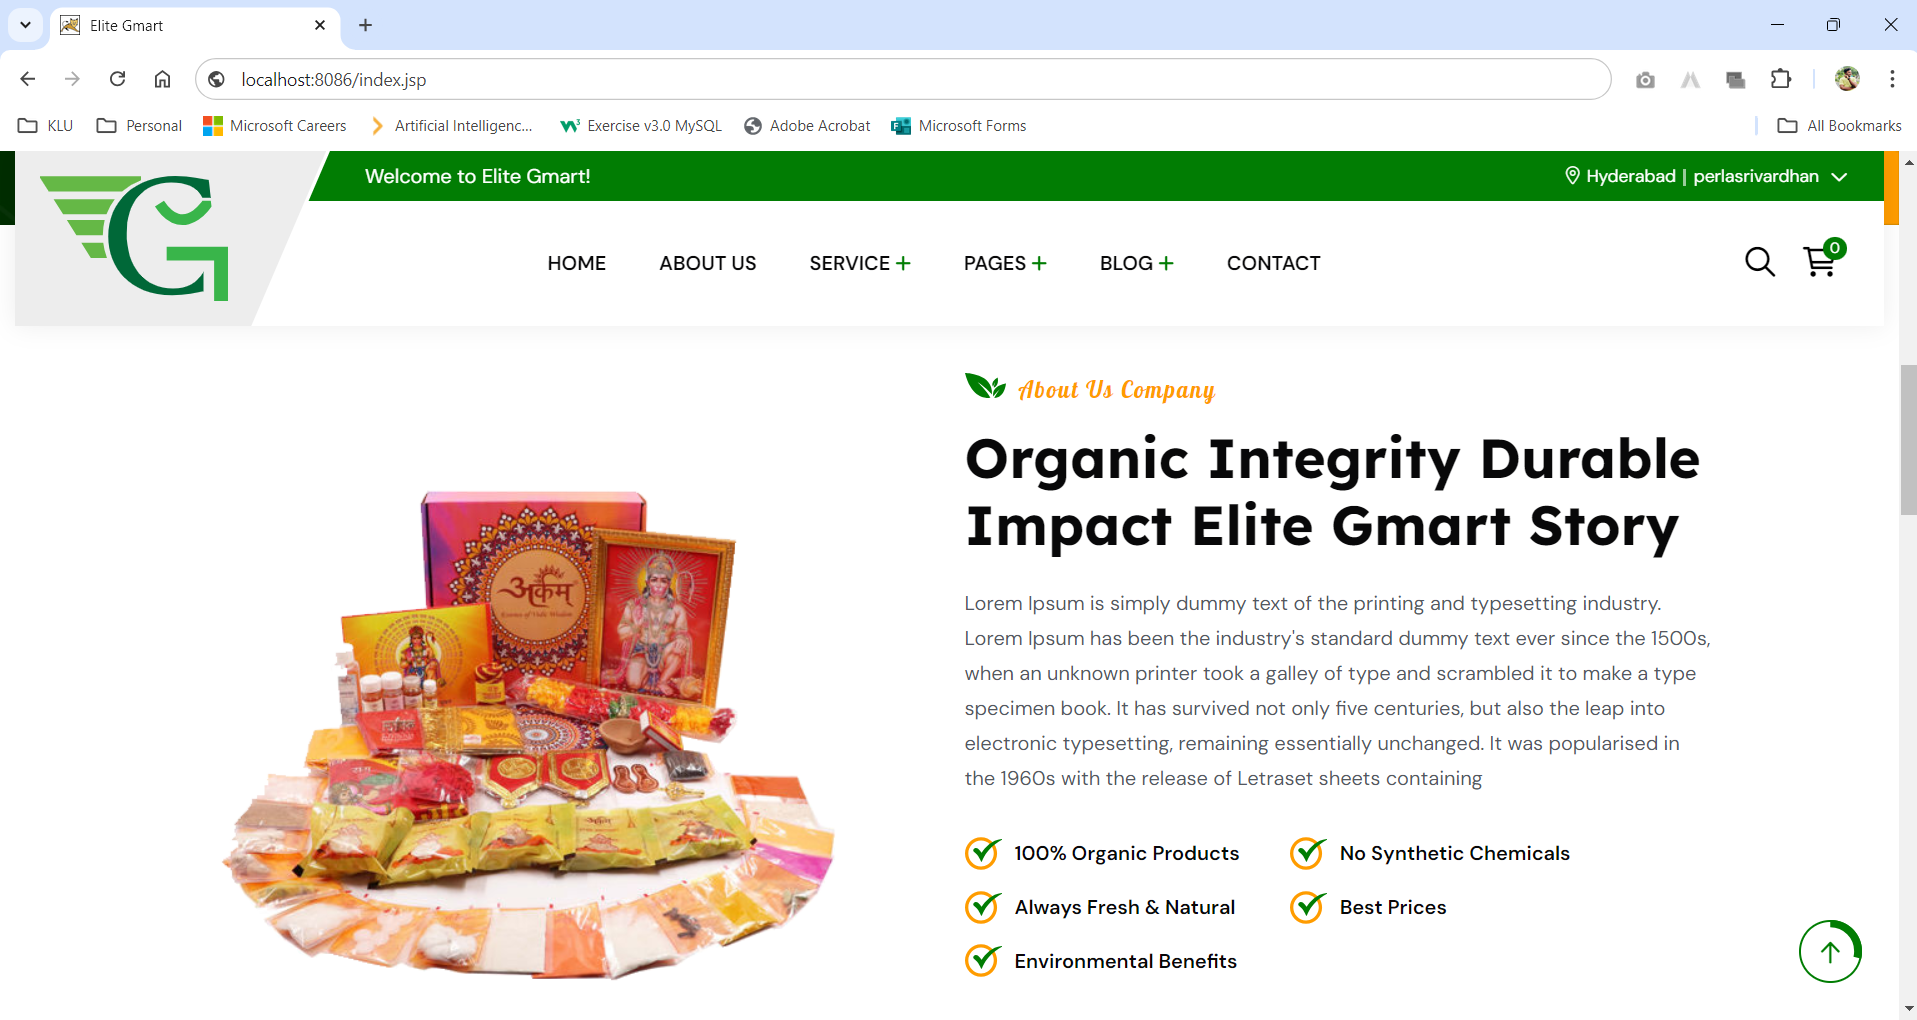 Elite Gmart
localhost:8086/index.jsp
KLU Personal Microsoft Careers Artificial Intelligenc... Exercise v3.0 MySQL Adobe Acrobat Microsoft Forms All Bookmarks
Welcome to Elite Gmart! Hyderabad | perlasrivardhan
HOME ABOUT US SERVICE + PAGES + BLOG + CONTACT 0
About Us Company
Organic Integrity Durable
Impact Elite Gmart Story
Lorem Ipsum is simply dummy text of the printing and typesetting industry.
Lorem Ipsum has been the industry's standard dummy text ever since the 1500s,
when an unknown printer took a galley of type and scrambled it to make a type
specimen book. It has survived not only five centuries, but also the leap into
electronic typesetting, remaining essentially unchanged. It was popularised in
the 1960s with the release of Letraset sheets containing
100% Organic Products No Synthetic Chemicals
Always Fresh & Natural Best Prices
Environmental Benefits
अर्कम्
Essence of Vedic Wisdom